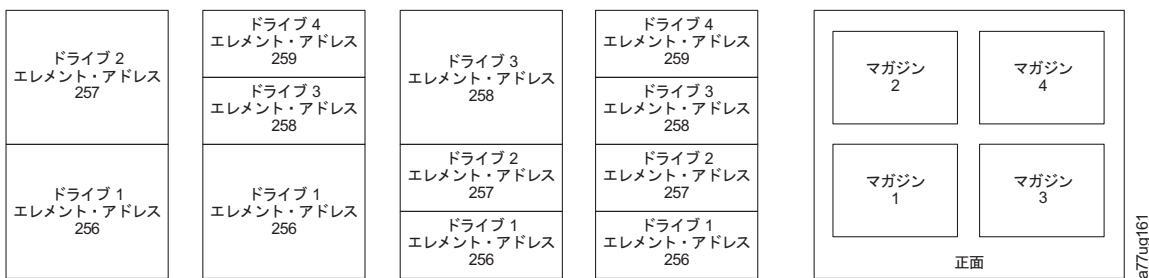 ドライブ 2
エレメント・アドレス
257
ドライブ 1
エレメント・アドレス
256
ドライブ 4
エレメント・アドレス
259
ドライブ 3
エレメント・アドレス
258
ドライブ 1
エレメント・アドレス
256
ドライブ 3
エレメント・アドレス
258
ドライブ 2
エレメント・アドレス
257
ドライブ 1
エレメント・アドレス
256
ドライブ 4
エレメント・アドレス
259
ドライブ 3
エレメント・アドレス
258
ドライブ 2
エレメント・アドレス
257
ドライブ 1
エレメント・アドレス
256
マガジン
2
マガジン
4
マガジン
1
マガジン
3
正面
a77ug161